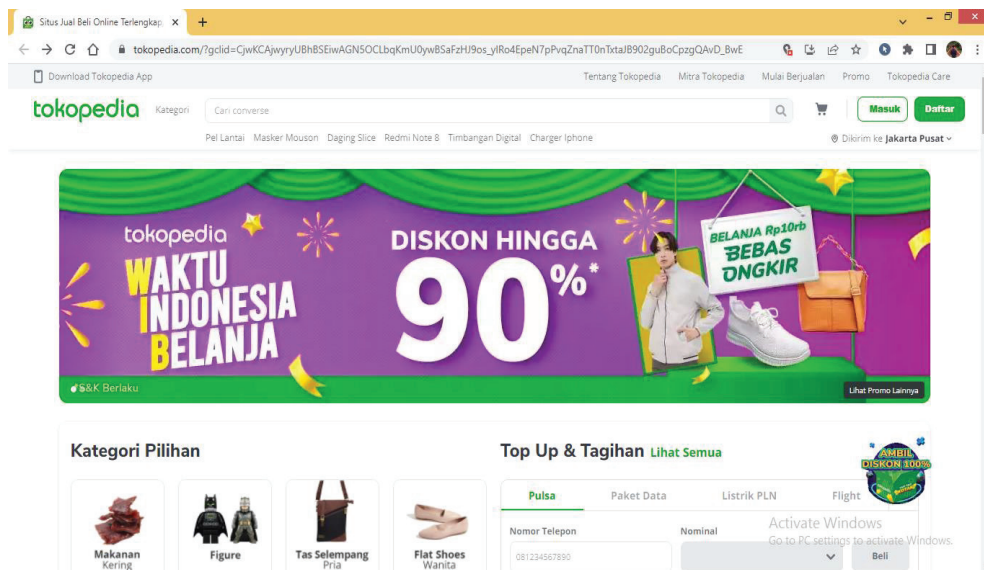 Situs Jual Beli Online Terlengkap
tokopedia.com/?gclid=CjwKCAjwyryUBhBSEiwAGN5OCLbqKmU0ywBSaFzHJ9os_ylRo4EpeN7pPvqZnaTT0nTxtaJB902guBoCpzgQAvD_BwE
Download Tokopedia App
Tentang Tokopedia Mitra Tokopedia Mulai Berjualan Promo Tokopedia Care
tokopedia Kategori Cari converse Masuk Daftar
Pel Lantai Masker Mouson Daging Slice Redmi Note 8 Timbangan Digital Charger Iphone Dikirim ke Jakarta Pusat
tokopedia
WAKTU
INDONESIA
BELANJA
S&K Berlaku
DISKON HINGGA
90%*
BELANJA Rp10rb
BEBAS
ONGKIR
Lihat Promo Lainnya
Kategori Pilihan
Makanan
Kering
Figure
Tas Selempang
Pria
Flat Shoes
Wanita
Top Up & Tagihan Lihat Semua
AMBIL
DISKON 100%
Pulsa Paket Data Listrik PLN Flight
Nomor Telepon Nominal
081234567890 Beli
Activate Windows
Go to PC settings to activate Windows.